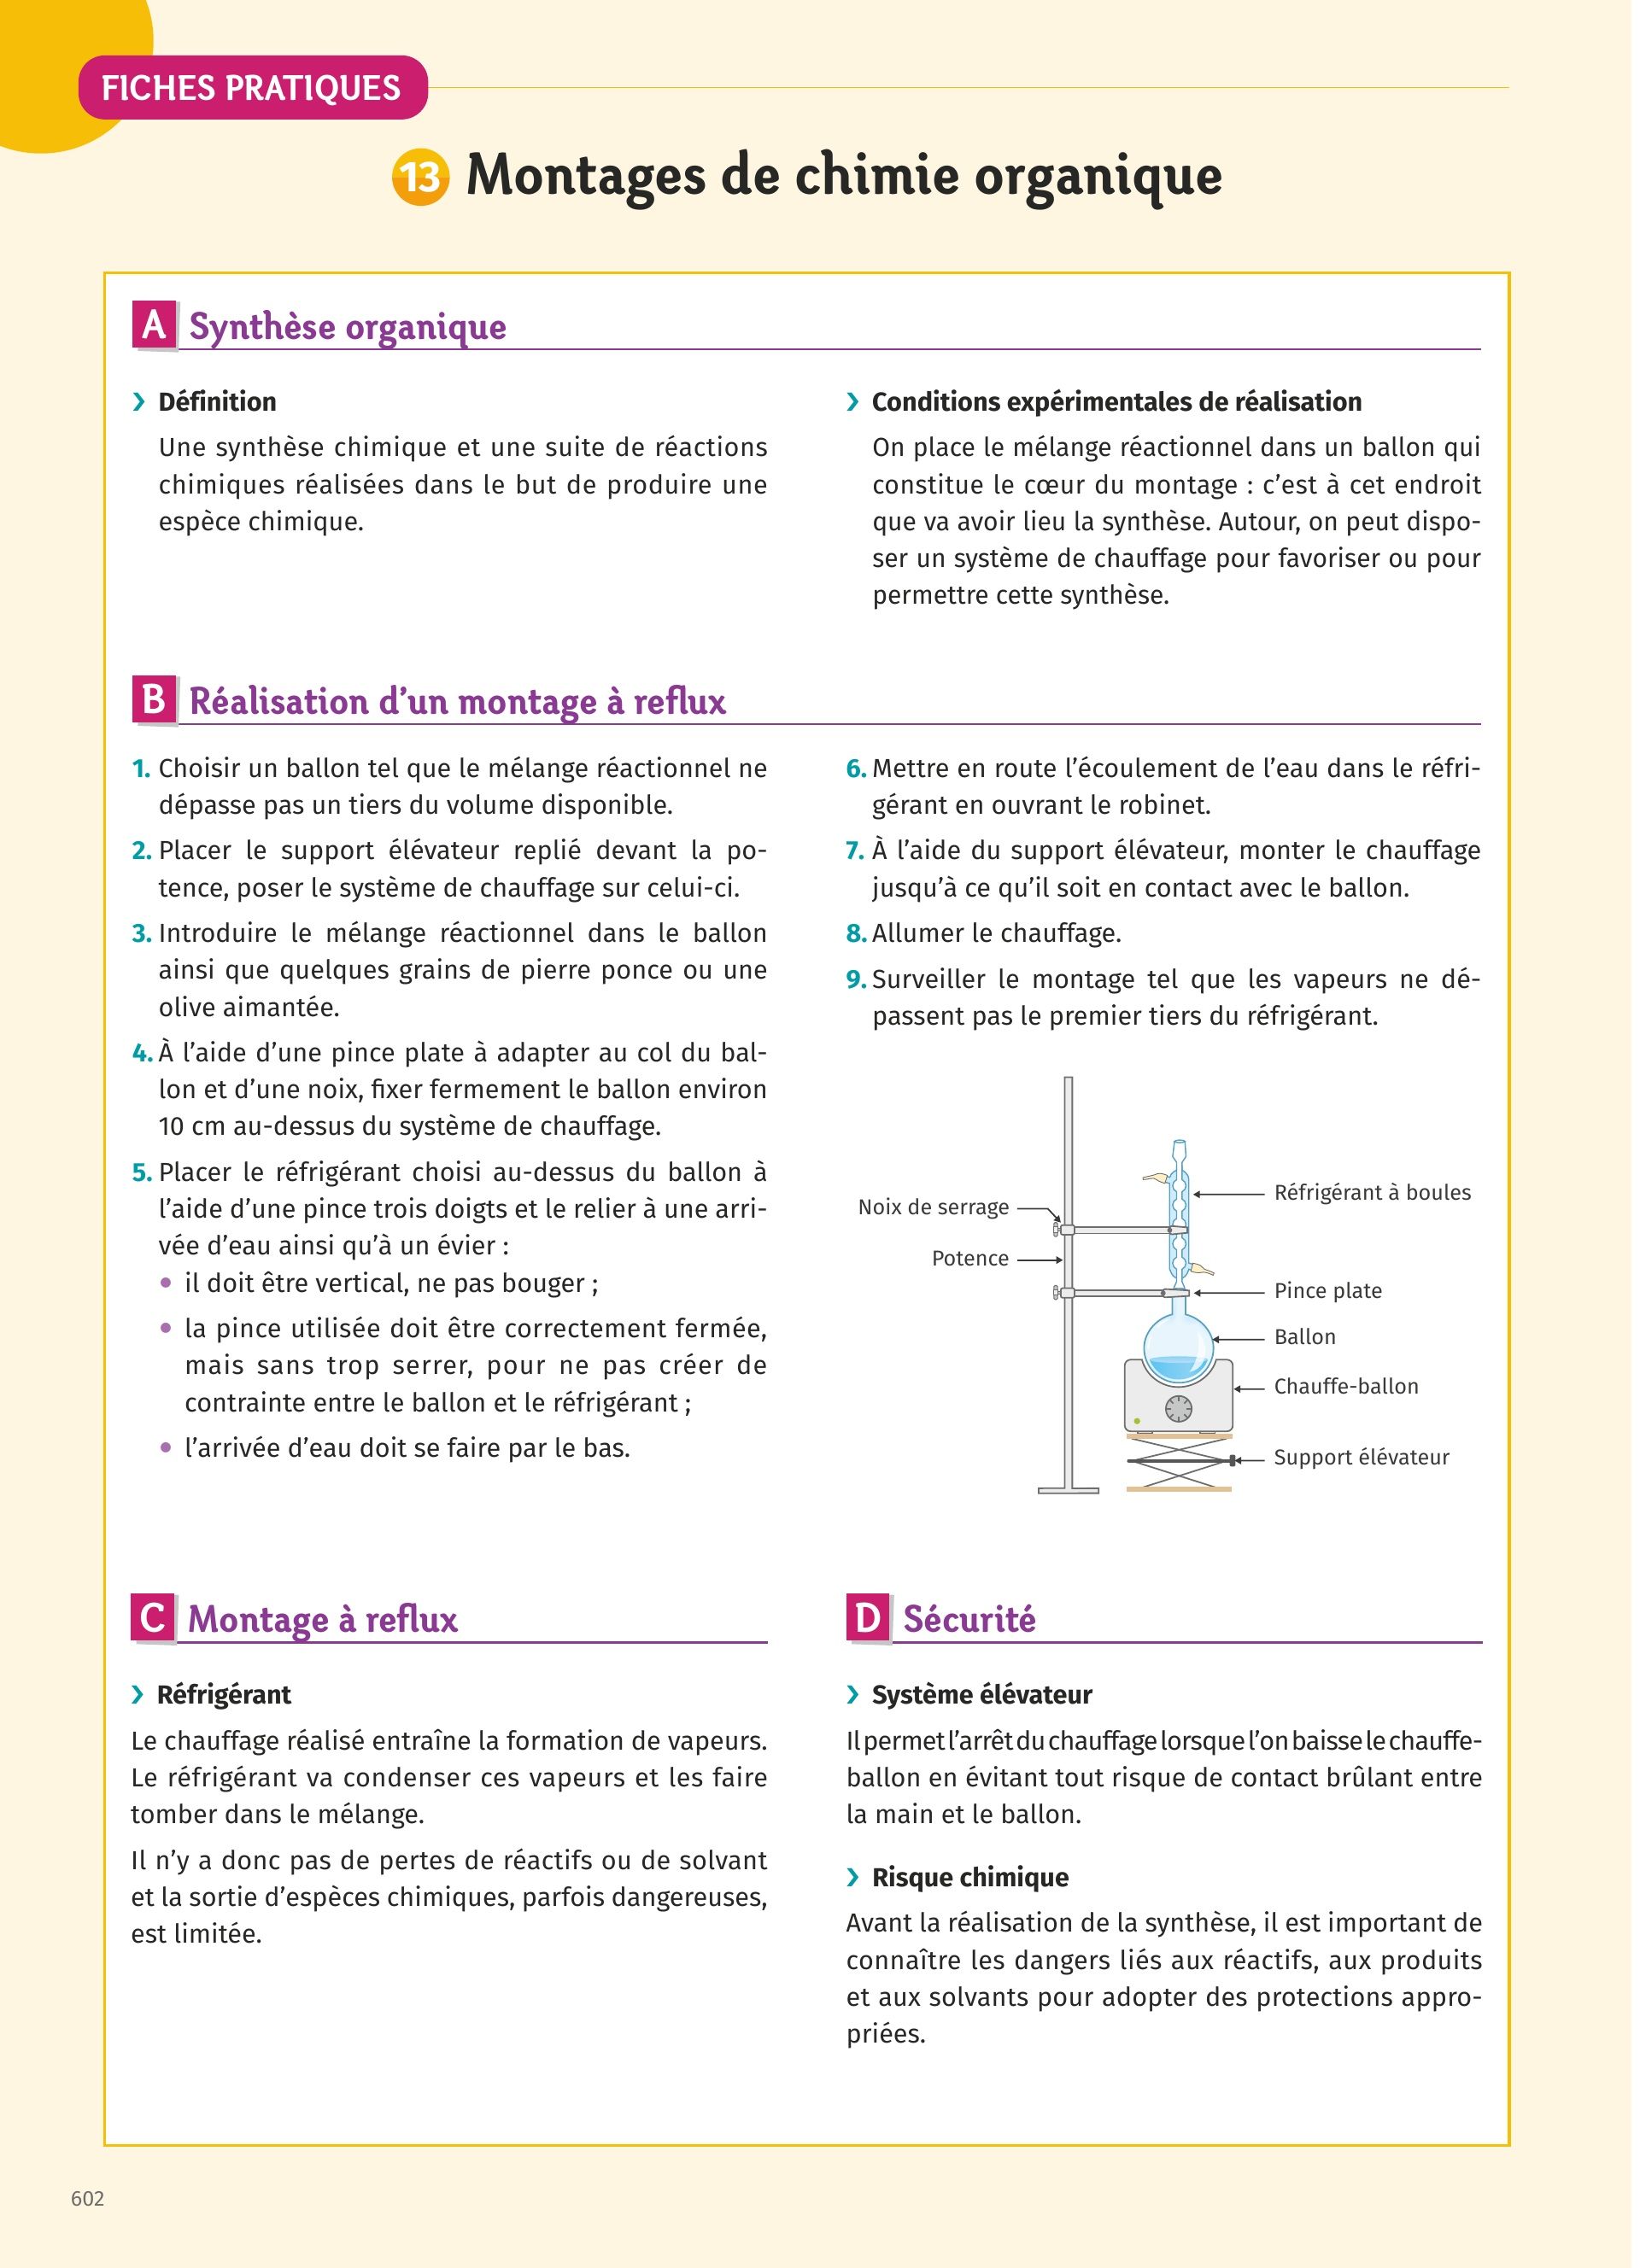 FICHES PRATIQUES
13 Montages de chimie organique
A Synthèse organique
› Définition
Une synthèse chimique et une suite de réactions
chimiques réalisées dans le but de produire une
espèce chimique.
› Conditions expérimentales de réalisation
On place le mélange réactionnel dans un ballon qui
constitue le cœur du montage : c’est à cet endroit
que va avoir lieu la synthèse. Autour, on peut dispo-
ser un système de chauffage pour favoriser ou pour
permettre cette synthèse.
B Réalisation d’un montage à reflux
1. Choisir un ballon tel que le mélange réactionnel ne
dépasse pas un tiers du volume disponible.
2. Placer le support élévateur replié devant la po-
tence, poser le système de chauffage sur celui-ci.
3. Introduire le mélange réactionnel dans le ballon
ainsi que quelques grains de pierre ponce ou une
olive aimantée.
4. À l’aide d’une pince plate à adapter au col du bal-
lon et d’une noix, fixer fermement le ballon environ
10 cm au-dessus du système de chauffage.
5. Placer le réfrigérant choisi au-dessus du ballon à
l’aide d’une pince trois doigts et le relier à une arri-
vée d’eau ainsi qu’à un évier :
• il doit être vertical, ne pas bouger ;
• la pince utilisée doit être correctement fermée,
mais sans trop serrer, pour ne pas créer de
contrainte entre le ballon et le réfrigérant ;
• l’arrivée d’eau doit se faire par le bas.
6. Mettre en route l’écoulement de l’eau dans le réfri-
gérant en ouvrant le robinet.
7. À l’aide du support élévateur, monter le chauffage
jusqu’à ce qu’il soit en contact avec le ballon.
8. Allumer le chauffage.
9. Surveiller le montage tel que les vapeurs ne dé-
passent pas le premier tiers du réfrigérant.
Noix de serrage
Potence
Réfrigérant à boules
Pince plate
Ballon
Chauffe-ballon
Support élévateur
C Montage à reflux
› Réfrigérant
Le chauffage réalisé entraîne la formation de vapeurs.
Le réfrigérant va condenser ces vapeurs et les faire
tomber dans le mélange.
Il n’y a donc pas de pertes de réactifs ou de solvant
et la sortie d’espèces chimiques, parfois dangereuses,
est limitée.
D Sécurité
› Système élévateur
Il permet l’arrêt du chauffage lorsque l’on baisse le chauffe-
ballon en évitant tout risque de contact brûlant entre
la main et le ballon.
› Risque chimique
Avant la réalisation de la synthèse, il est important de
connaître les dangers liés aux réactifs, aux produits
et aux solvants pour adopter des protections appro-
priées.
602